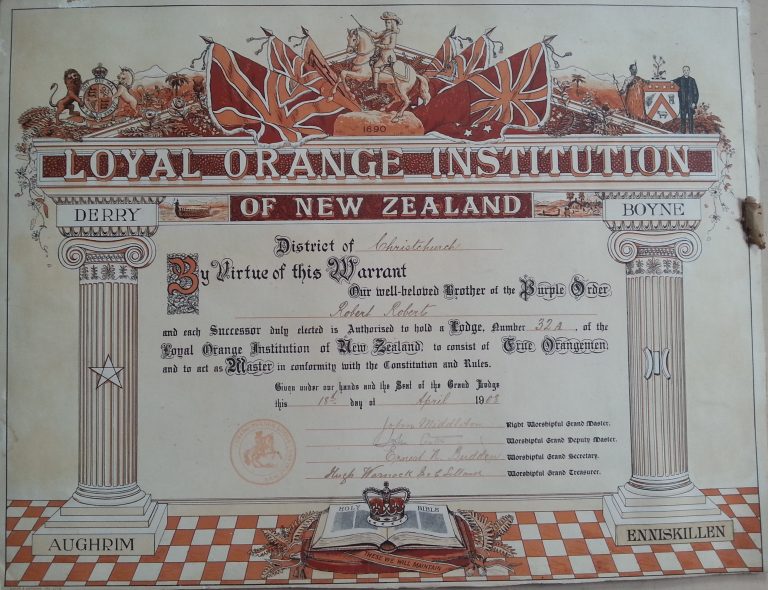 1690
LOYAL ORANGE INSTITUTION
OF NEW ZEALAND
DERRY
BOYNE
District of Christchurch
By Virtue of this Warrant
Our well-beloved Brother of the Purple Order
Robert Roberts
and each Successor duly elected is Authorised to hold a Lodge, Number 32A, of the
Loyal Orange Institution of New Zealand, to consist of True Orangemen,
and to act as Master in conformity with the Constitution and Rules.
Given under our hands and the Seal of the Grand Lodge
this 18th day of April 1908
John Middleton Right Worshipful Grand Master.
John Worshipful Grand Deputy Master.
Ernest N. Budden Worshipful Grand Secretary.
Hugh Warnock Worshipful Grand Treasurer.
HOLY BIBLE
THESE WE WILL MAINTAIN
AUGHRIM
ENNISKILLEN